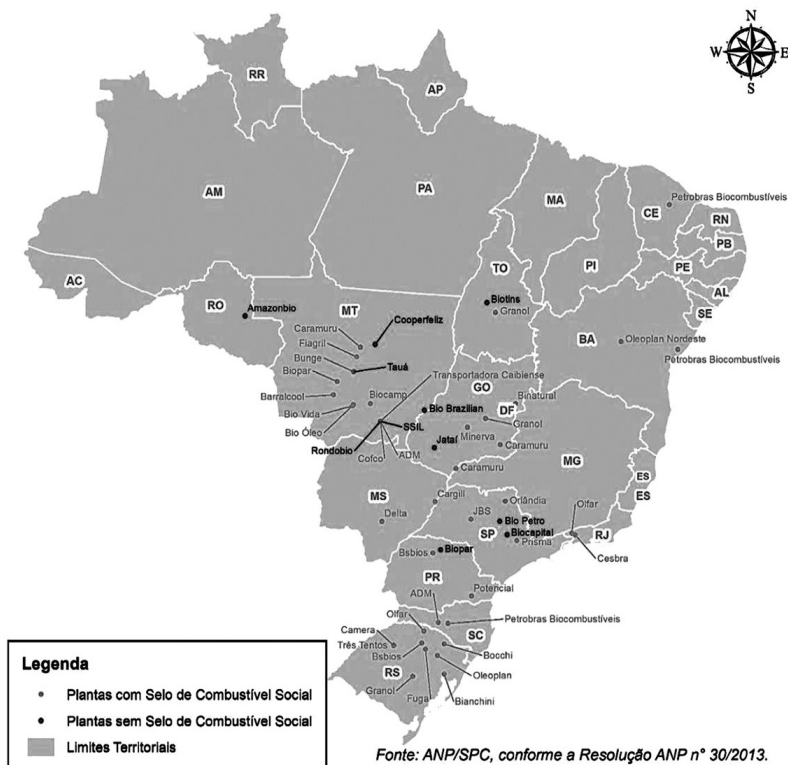 N
W E
S
RR
AP
AM
PA
MA
CE
Petrobras Biocombustíveis
RN
PB
PI
PE
AC
TO
AL
SE
RO
Amazonbio
MT
Biotins
Granol
BA
Oleoplan Nordeste
Petrobras Biocombustíveis
Cooperfeliz
Caramuru
Fiagril
Bunge
Tauá
Biopar
Transportadora Caibiense
GO
Barralcool
Biocamp
Bio Brazilian
DF
Binatural
Bio Vida
Granol
Bio Óleo
SSIL
Minerva
Rondobio
ADM
Cofco
Jataí
Caramuru
Caramuru
MG
ES
ES
MS
Cargill
Orlândia
Olfar
Delta
JBS
Bio Petro
SP
Biocapital
RJ
Prisma
Cesbra
Bsbios
Biopar
PR
ADM
Potencial
Olfar
Petrobras Biocombustíveis
Camera
SC
Três Tentos
Bsbios
Bocchi
RS
Oleoplan
Granol
Fuga
Bianchini
Legenda
Plantas com Selo de Combustível Social
Plantas sem Selo de Combustível Social
Limites Territoriais
Fonte: ANP/SPC, conforme a Resolução ANP n° 30/2013.